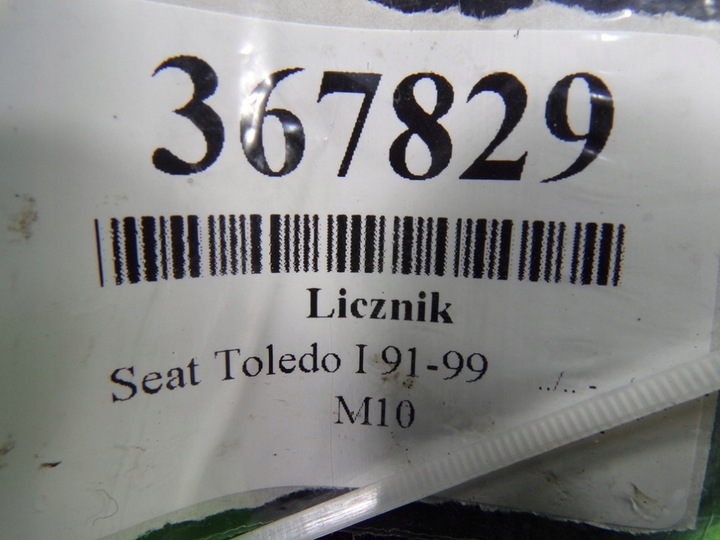 367829
Licznik
Seat Toledo I 91-99 ../.. -
M10